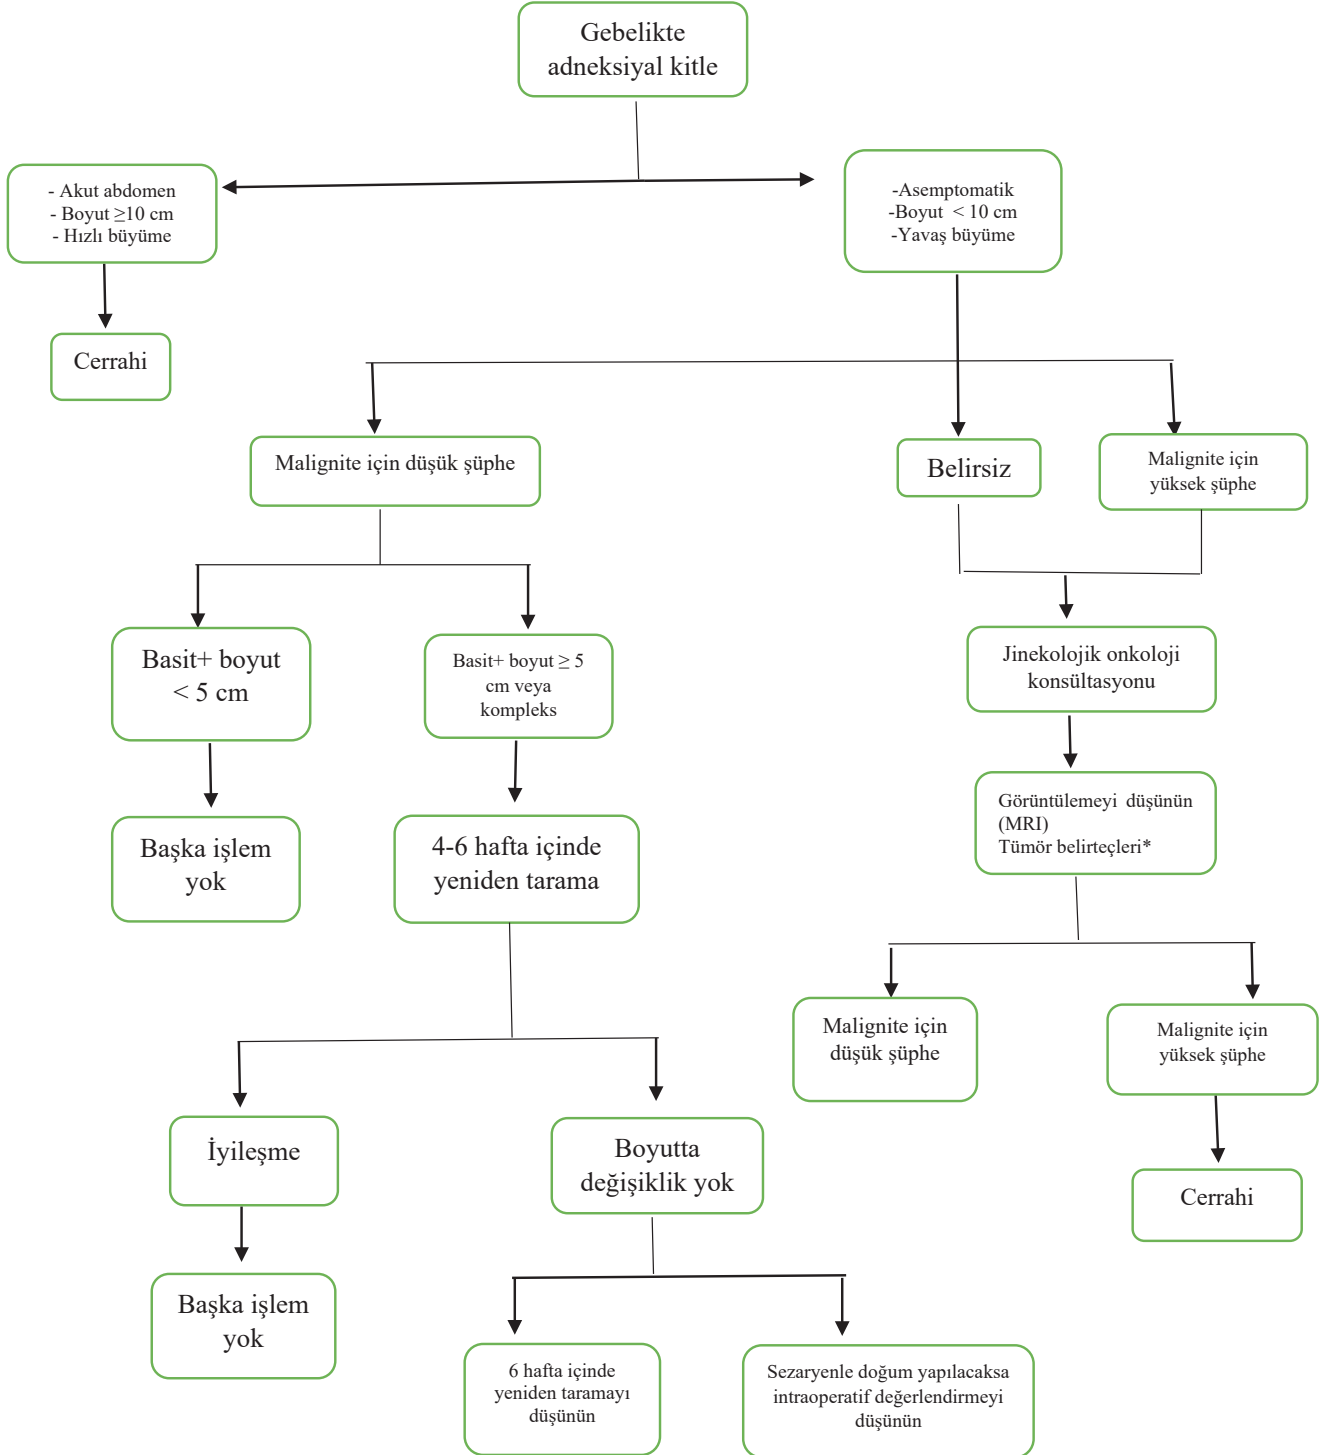 Gebelikte
adneksiyal kitle
- Akut abdomen
- Boyut ≥10 cm
- Hızlı büyüme
-Asemptomatik
-Boyut < 10 cm
-Yavaş büyüme
Cerrahi
Malignite için düşük şüphe
Belirsiz
Malignite için
yüksek şüphe
Basit+ boyut
< 5 cm
Basit+ boyut ≥ 5
cm veya
kompleks
Jinekolojik onkoloji
konsültasyonu
Başka işlem
yok
4-6 hafta içinde
yeniden tarama
Görüntülemeyi düşünün
(MRI)
Tümör belirteçleri*
Malignite için
düşük şüphe
Malignite için
yüksek şüphe
İyileşme
Boyutta
değişiklik yok
Cerrahi
Başka işlem
yok
6 hafta içinde
yeniden taramayı
düşünün
Sezaryenle doğum yapılacaksa
intraoperatif değerlendirmeyi
düşünün